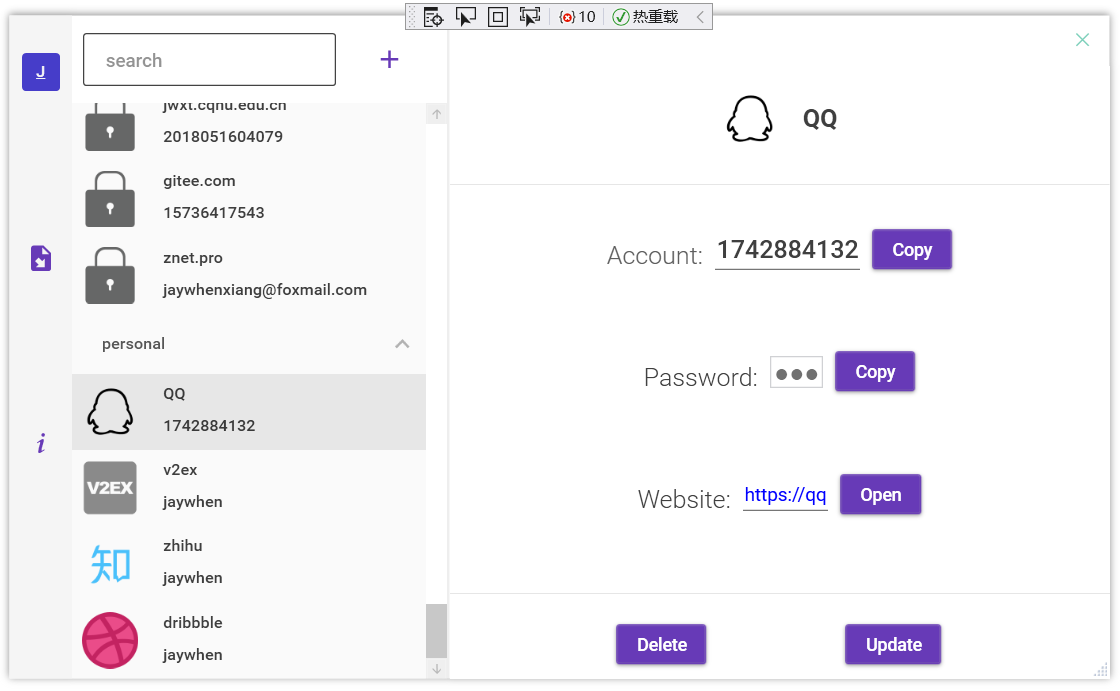 10 热重载
J
search
+
jwxt.cqnu.edu.cn
2018051604079
gitee.com
15736417543
znet.pro
jaywhenxiang@foxmail.com
personal
QQ
1742884132
V2EX
v2ex
jaywhen
知
zhihu
jaywhen
dribbble
jaywhen
i
QQ
Account: 1742884132 Copy
Password: ●●● Copy
Website: https://qq Open
Delete Update